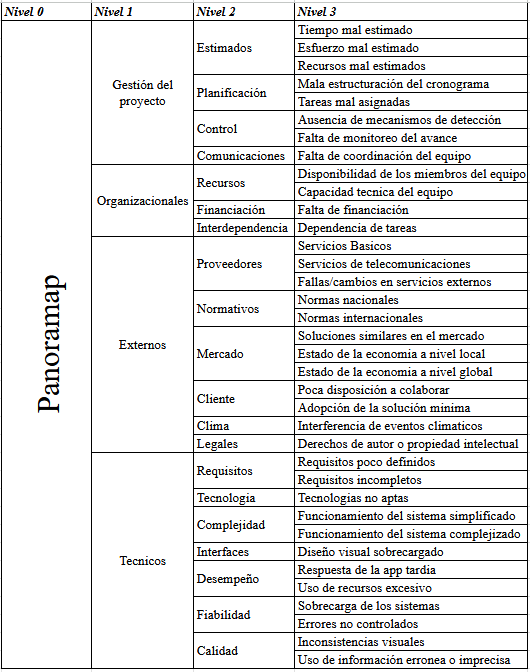 Nivel 0 Nivel 1 Nivel 2 Nivel 3
Panoramap
Gestión del
proyecto
Estimados
Tiempo mal estimado
Esfuerzo mal estimado
Recursos mal estimados
Planificación
Mala estructuración del cronograma
Tareas mal asignadas
Control
Ausencia de mecanismos de detección
Falta de monitoreo del avance
Comunicaciones
Falta de coordinación del equipo
Organizacionales
Recursos
Disponibilidad de los miembros del equipo
Capacidad tecnica del equipo
Financiación
Falta de financiación
Interdependencia
Dependencia de tareas
Externos
Proveedores
Servicios Basicos
Servicios de telecomunicaciones
Fallas/cambios en servicios externos
Normativos
Normas nacionales
Normas internacionales
Mercado
Soluciones similares en el mercado
Estado de la economia a nivel local
Estado de la economia a nivel global
Cliente
Poca disposición a colaborar
Adopción de la solución minima
Clima
Interferencia de eventos climaticos
Legales
Derechos de autor o propiedad intelectual
Tecnicos
Requisitos
Requisitos poco definidos
Requisitos incompletos
Tecnologia
Tecnologias no aptas
Complejidad
Funcionamiento del sistema simplificado
Funcionamiento del sistema complejizado
Interfaces
Diseño visual sobrecargado
Desempeño
Respuesta de la app tardia
Uso de recursos excesivo
Fiabilidad
Sobrecarga de los sistemas
Errores no controlados
Calidad
Inconsistencias visuales
Uso de información erronea o imprecisa